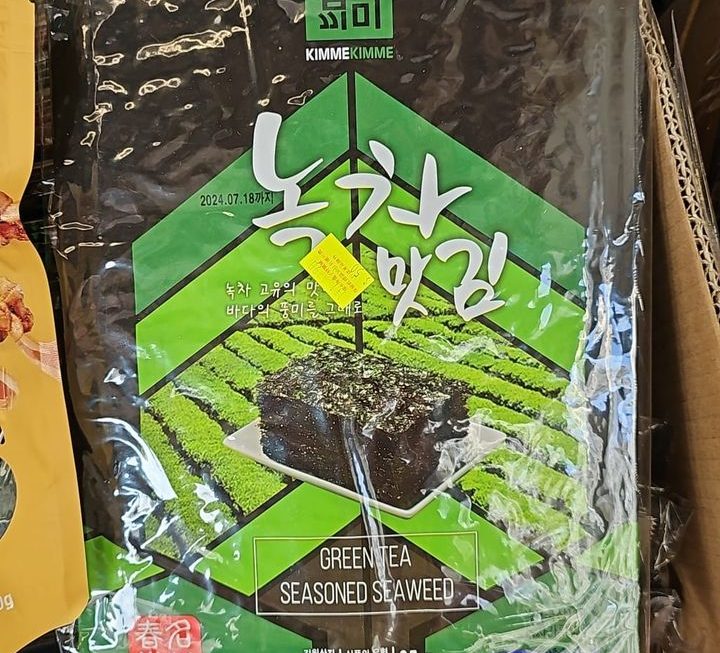 KIMMEKIMME
2024.07.18까지
녹차
맛김
녹차 고유의 맛
바다의 풍미를 그대로
GREEN TEA
SEASONED SEAWEED